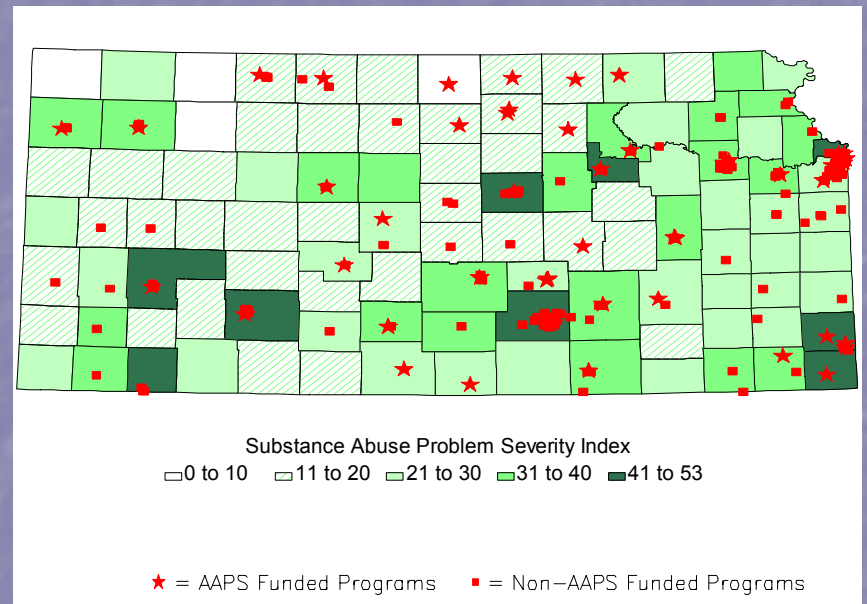 Substance Abuse Problem Severity Index
0 to 10 11 to 20 21 to 30 31 to 40 41 to 53
= AAPS Funded Programs = Non-AAPS Funded Programs